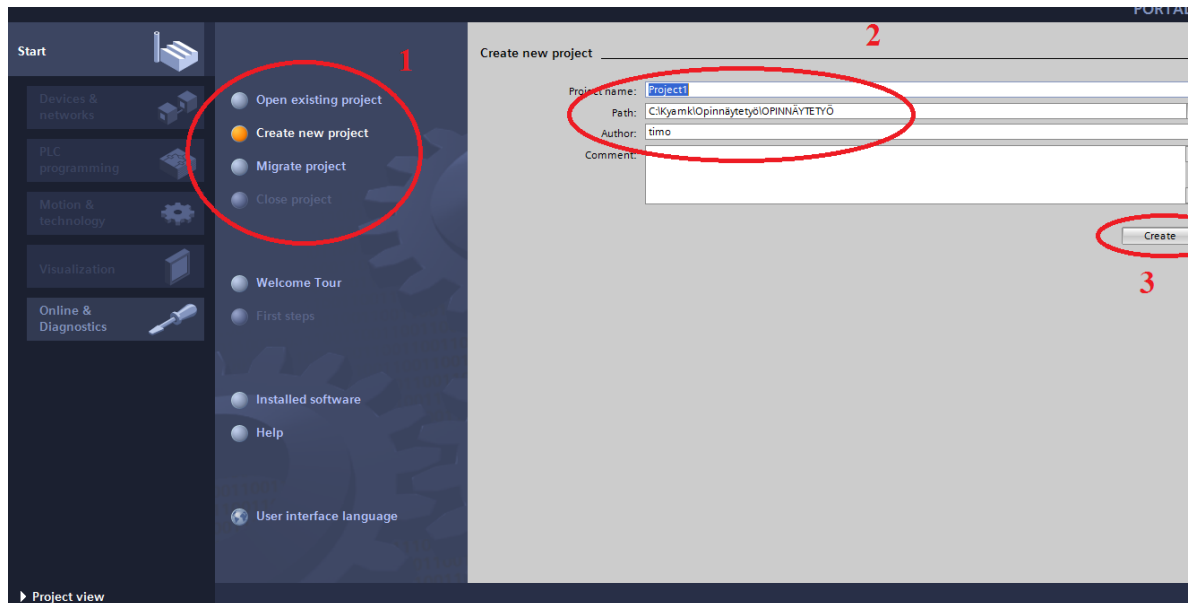 PORTAL
Start
Devices &
networks
PLC
programming
Motion &
technology
Visualization
Online &
Diagnostics
Project view
1
Open existing project
Create new project
Migrate project
Close project
Welcome Tour
First steps
Installed software
Help
User interface language
2
Create new project
Project name: Project1
Path: C:\Kyamk\Opinnäytetyö\OPINNÄYTETYÖ
Author: timo
Comment:
Create
3